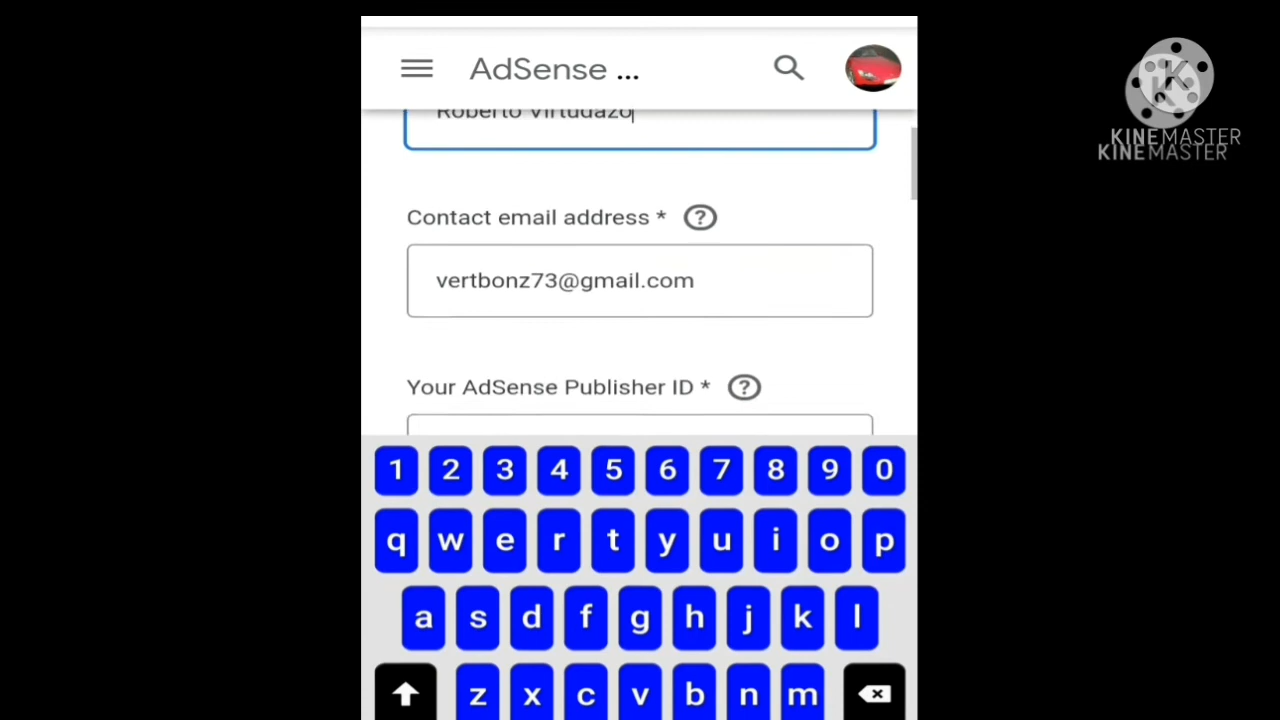 AdSense ...
Roberto Virtudazo
Contact email address * ?
vertbonz73@gmail.com
Your AdSense Publisher ID * ?
1 2 3 4 5 6 7 8 9 0
q w e r t y u i o p
a s d f g h j k l
z x c v b n m
KINEMASTER
KINEMASTER